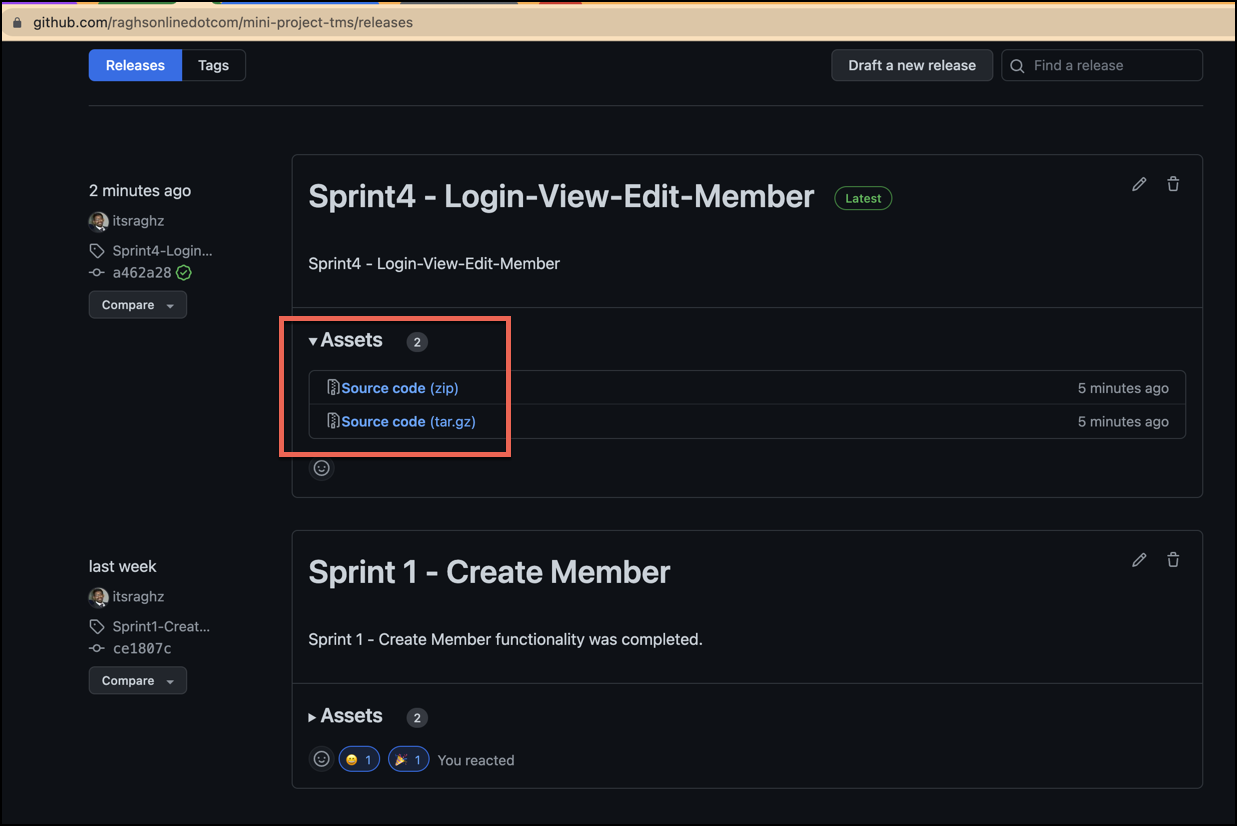 github.com/raghsonlinedotcom/mini-project-tms/releases
Releases Tags Draft a new release Find a release
2 minutes ago
itsraghz
Sprint4-Login...
a462a28
Compare
Sprint4 - Login-View-Edit-Member Latest
Sprint4 - Login-View-Edit-Member
Assets 2
Source code (zip) 5 minutes ago
Source code (tar.gz) 5 minutes ago
last week
itsraghz
Sprint1-Creat...
ce1807c
Compare
Sprint 1 - Create Member
Sprint 1 - Create Member functionality was completed.
Assets 2
1 1 You reacted